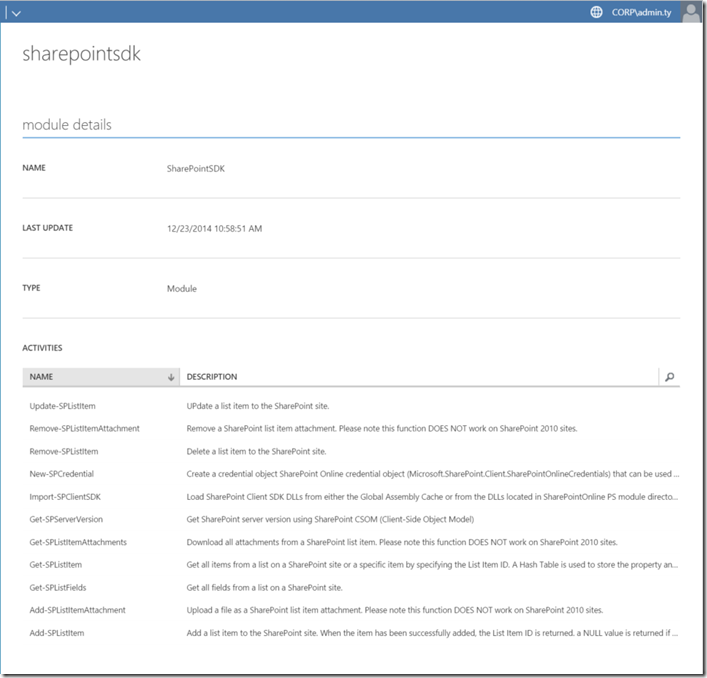 CORP\admin.ty
sharepointsdk
module details
NAME SharePointSDK
LAST UPDATE 12/23/2014 10:58:51 AM
TYPE Module
ACTIVITIES
NAME DESCRIPTION
Update-SPListItem UPdate a list item to the SharePoint site.
Remove-SPListItemAttachment Remove a SharePoint list item attachment. Please note this function DOES NOT work on SharePoint 2010 sites.
Remove-SPListItem Delete a list item to the SharePoint site.
New-SPCredential Create a credential object SharePoint Online credential object (Microsoft.SharePoint.Client.SharePointOnlineCredentials) that can be used ...
Import-SPClientSDK Load SharePoint Client SDK DLLs from either the Global Assembly Cache or from the DLLs located in SharePointOnline PS module directo...
Get-SPServerVersion Get SharePoint server version using SharePoint CSOM (Client-Side Object Model)
Get-SPListItemAttachments Download all attachments from a SharePoint list item. Please note this function DOES NOT work on SharePoint 2010 sites.
Get-SPListItem Get all items from a list on a SharePoint site or a specific item by specifying the List Item ID. A Hash Table is used to store the property an...
Get-SPListFields Get all fields from a list on a SharePoint site.
Add-SPListItemAttachment Upload a file as a SharePoint list item attachment. Please note this function DOES NOT work on SharePoint 2010 sites.
Add-SPListItem Add a list item to the SharePoint site. When the item has been successfully added, the List Item ID is returned. a NULL value is returned if ...